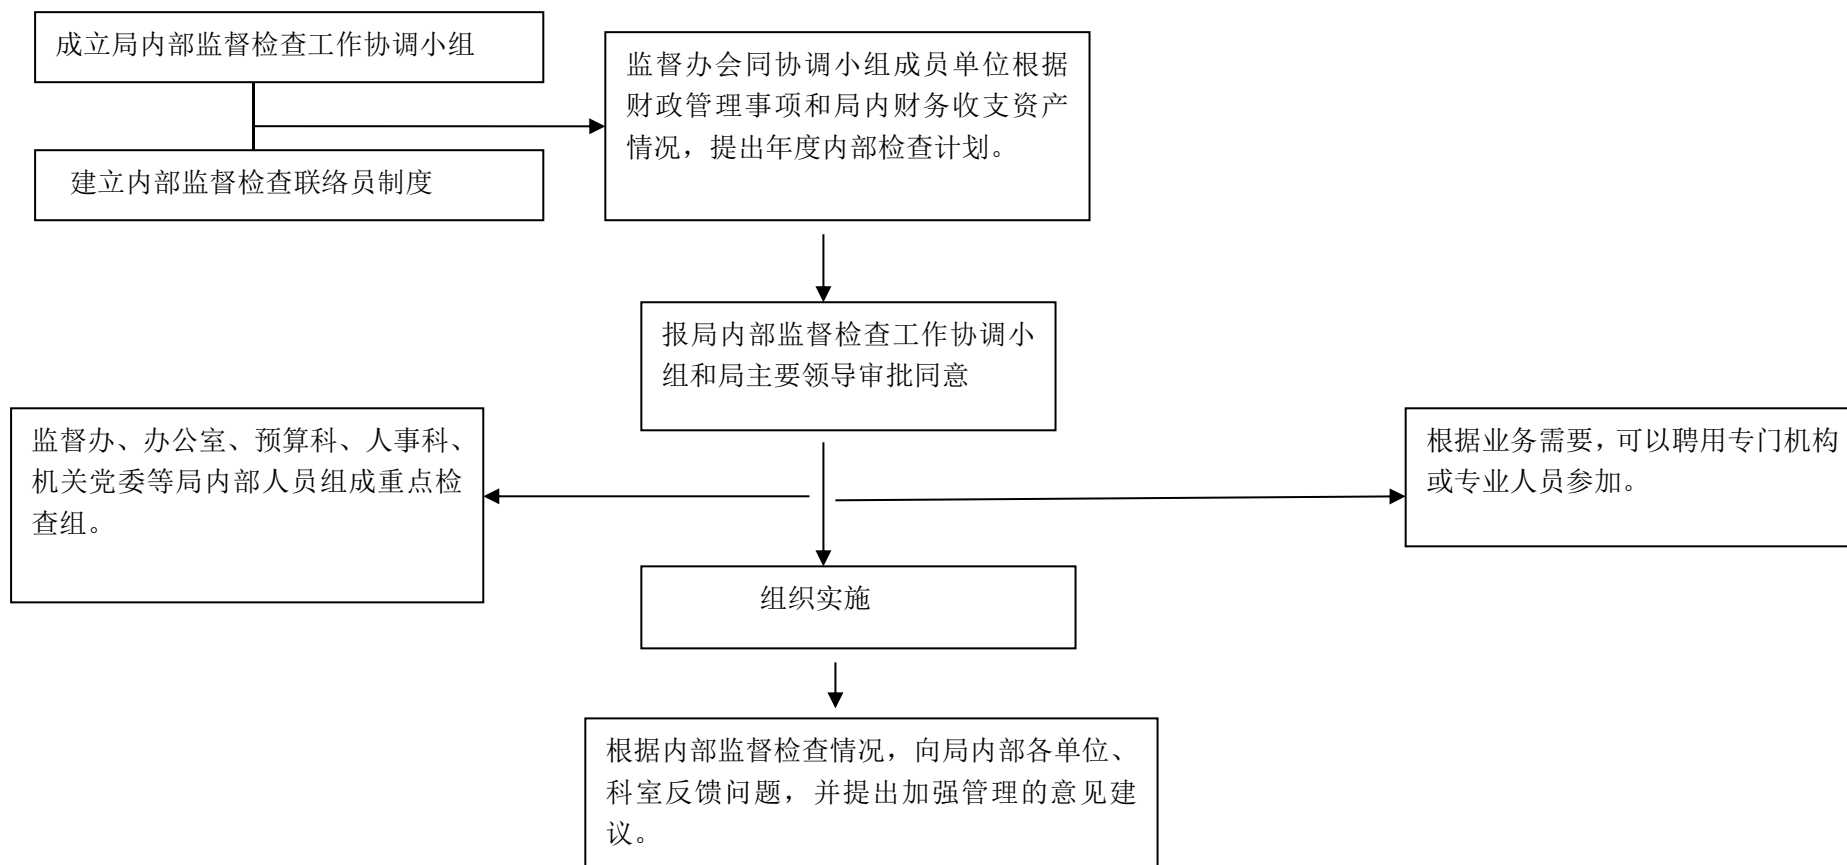 成立局内部监督检查工作协调小组
建立内部监督检查联络员制度
监督办会同协调小组成员单位根据
财政管理事项和局内财务收支资产
情况，提出年度内部检查计划。
报局内部监督检查工作协调小
组和局主要领导审批同意
监督办、办公室、预算科、人事科、
机关党委等局内部人员组成重点检
查组。
根据业务需要，可以聘用专门机构
或专业人员参加。
组织实施
根据内部监督检查情况，向局内部各单位、
科室反馈问题，并提出加强管理的意见建
议。